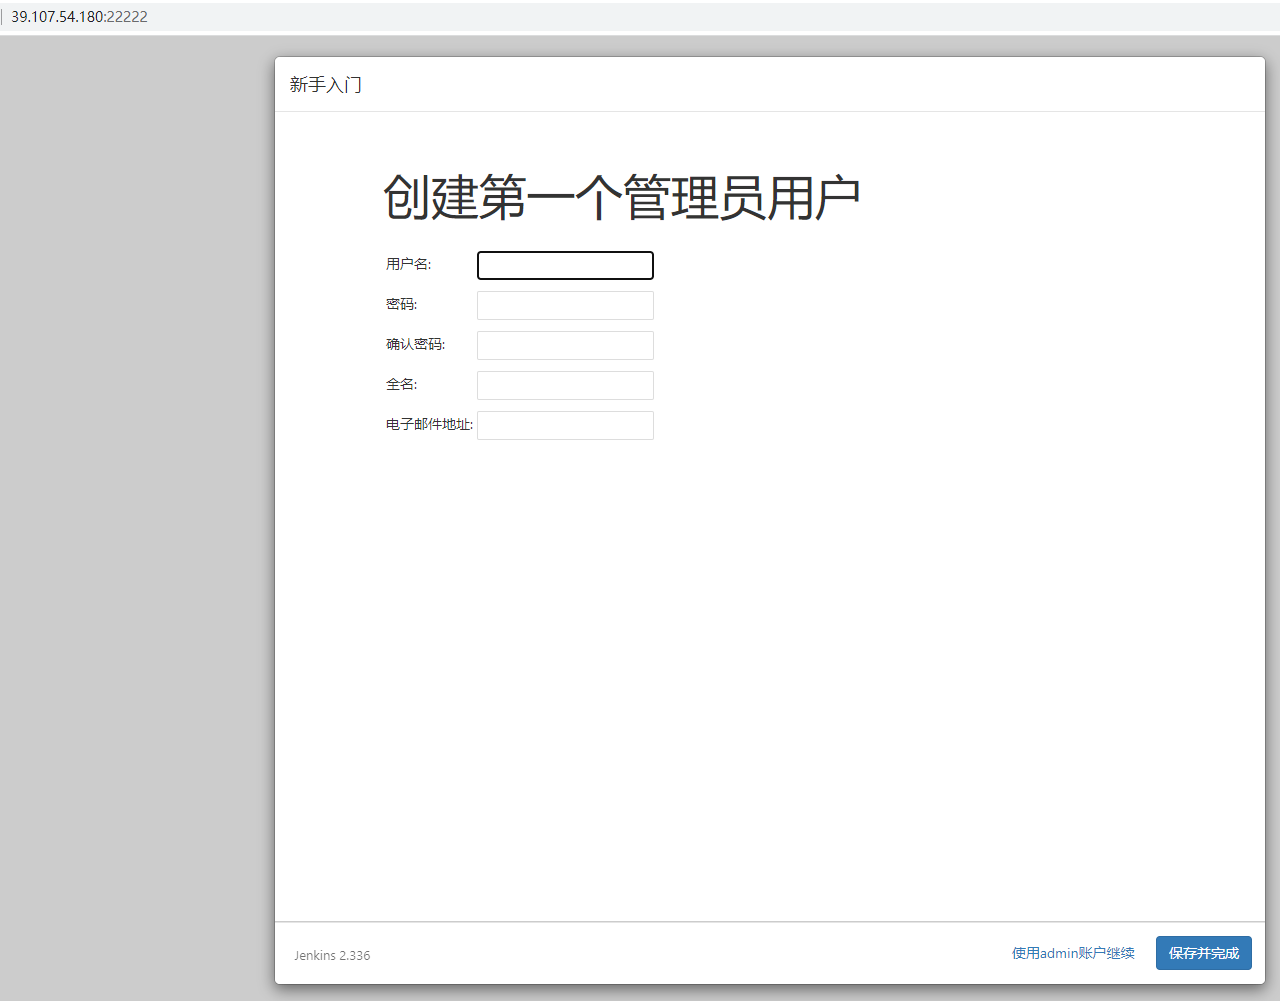 39.107.54.180:22222
新手入门
创建第一个管理员用户
用户名:
密码:
确认密码:
全名:
电子邮件地址:
Jenkins 2.336
使用admin账户继续
保存并完成